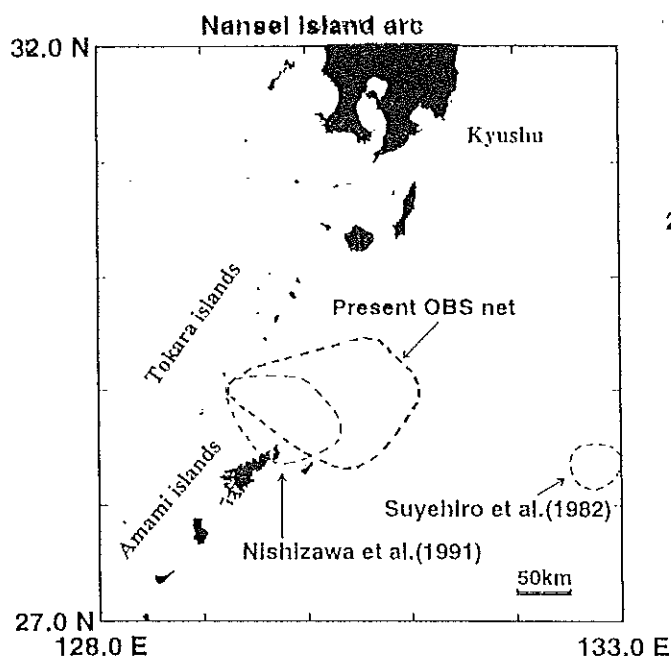 Nansei Island arc
32.0 N
Kyushu
Tokara islands
Present OBS net
Amami islands
Suyehiro et al.(1982)
Nishizawa et al.(1991)
50km
27.0 N
128.0 E
133.0 E